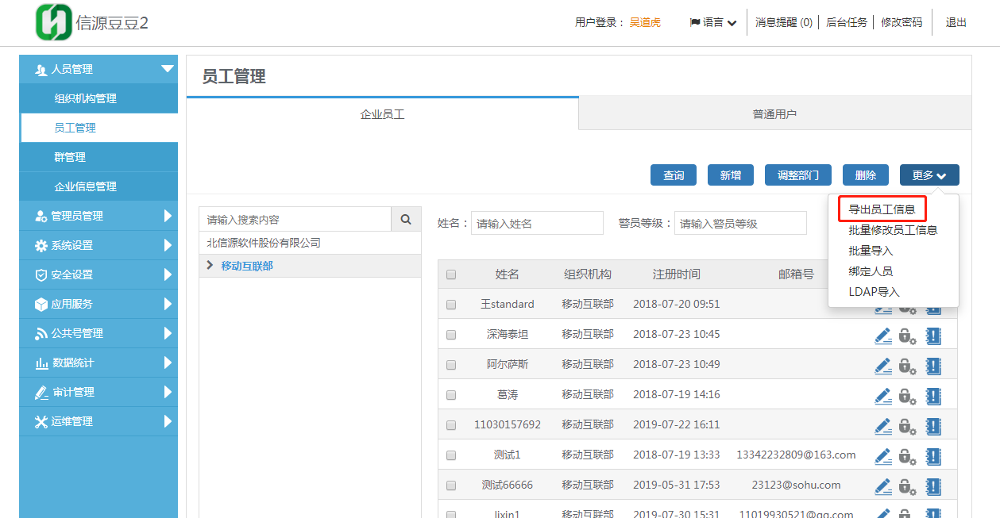 信源豆豆2
用户登录： 吴道虎 语言 消息提醒 (0) 后台任务 修改密码 退出
人员管理
组织机构管理
员工管理
群管理
企业信息管理
管理员管理
系统设置
安全设置
应用服务
公共号管理
数据统计
审计管理
运维管理
员工管理
企业员工 普通用户
查询 新增 调整部门 删除 更多
导出员工信息
批量修改员工信息
批量导入
绑定人员
LDAP导入
请输入搜索内容
北信源软件股份有限公司
移动互联部
姓名： 请输入姓名 警员等级： 请输入警员等级
姓名 组织机构 注册时间 邮箱号
王standard 移动互联部 2018-07-20 09:51
深海泰坦 移动互联部 2018-07-23 10:45
阿尔萨斯 移动互联部 2018-07-23 10:49
葛涛 移动互联部 2018-07-19 14:16
11030157692 移动互联部 2019-07-22 16:11
测试1 移动互联部 2018-07-19 13:33 13342232809@163.com
测试66666 移动互联部 2019-05-31 17:53 23123@sohu.com
lixin1 移动互联部 2019-07-30 15:31 11019930521@qq.com